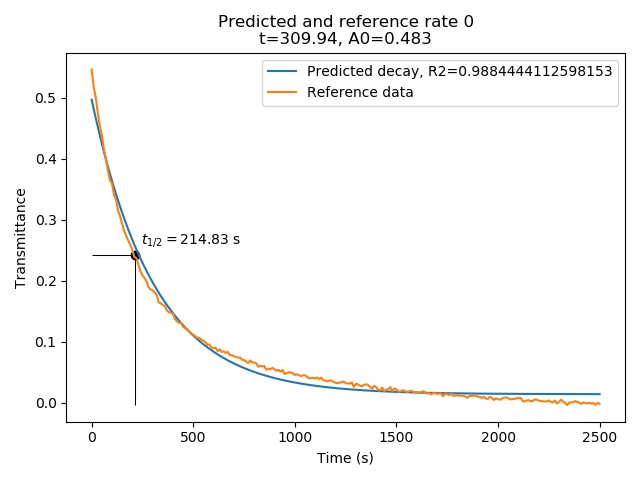 Predicted and reference rate 0
t=309.94, A0=0.483
Predicted decay, R2=0.9884444112598153
Reference data
t1/2 = 214.83 s
Transmittance
0.5
0.4
0.3
0.2
0.1
0.0
0
500
1000
1500
2000
2500
Time (s)